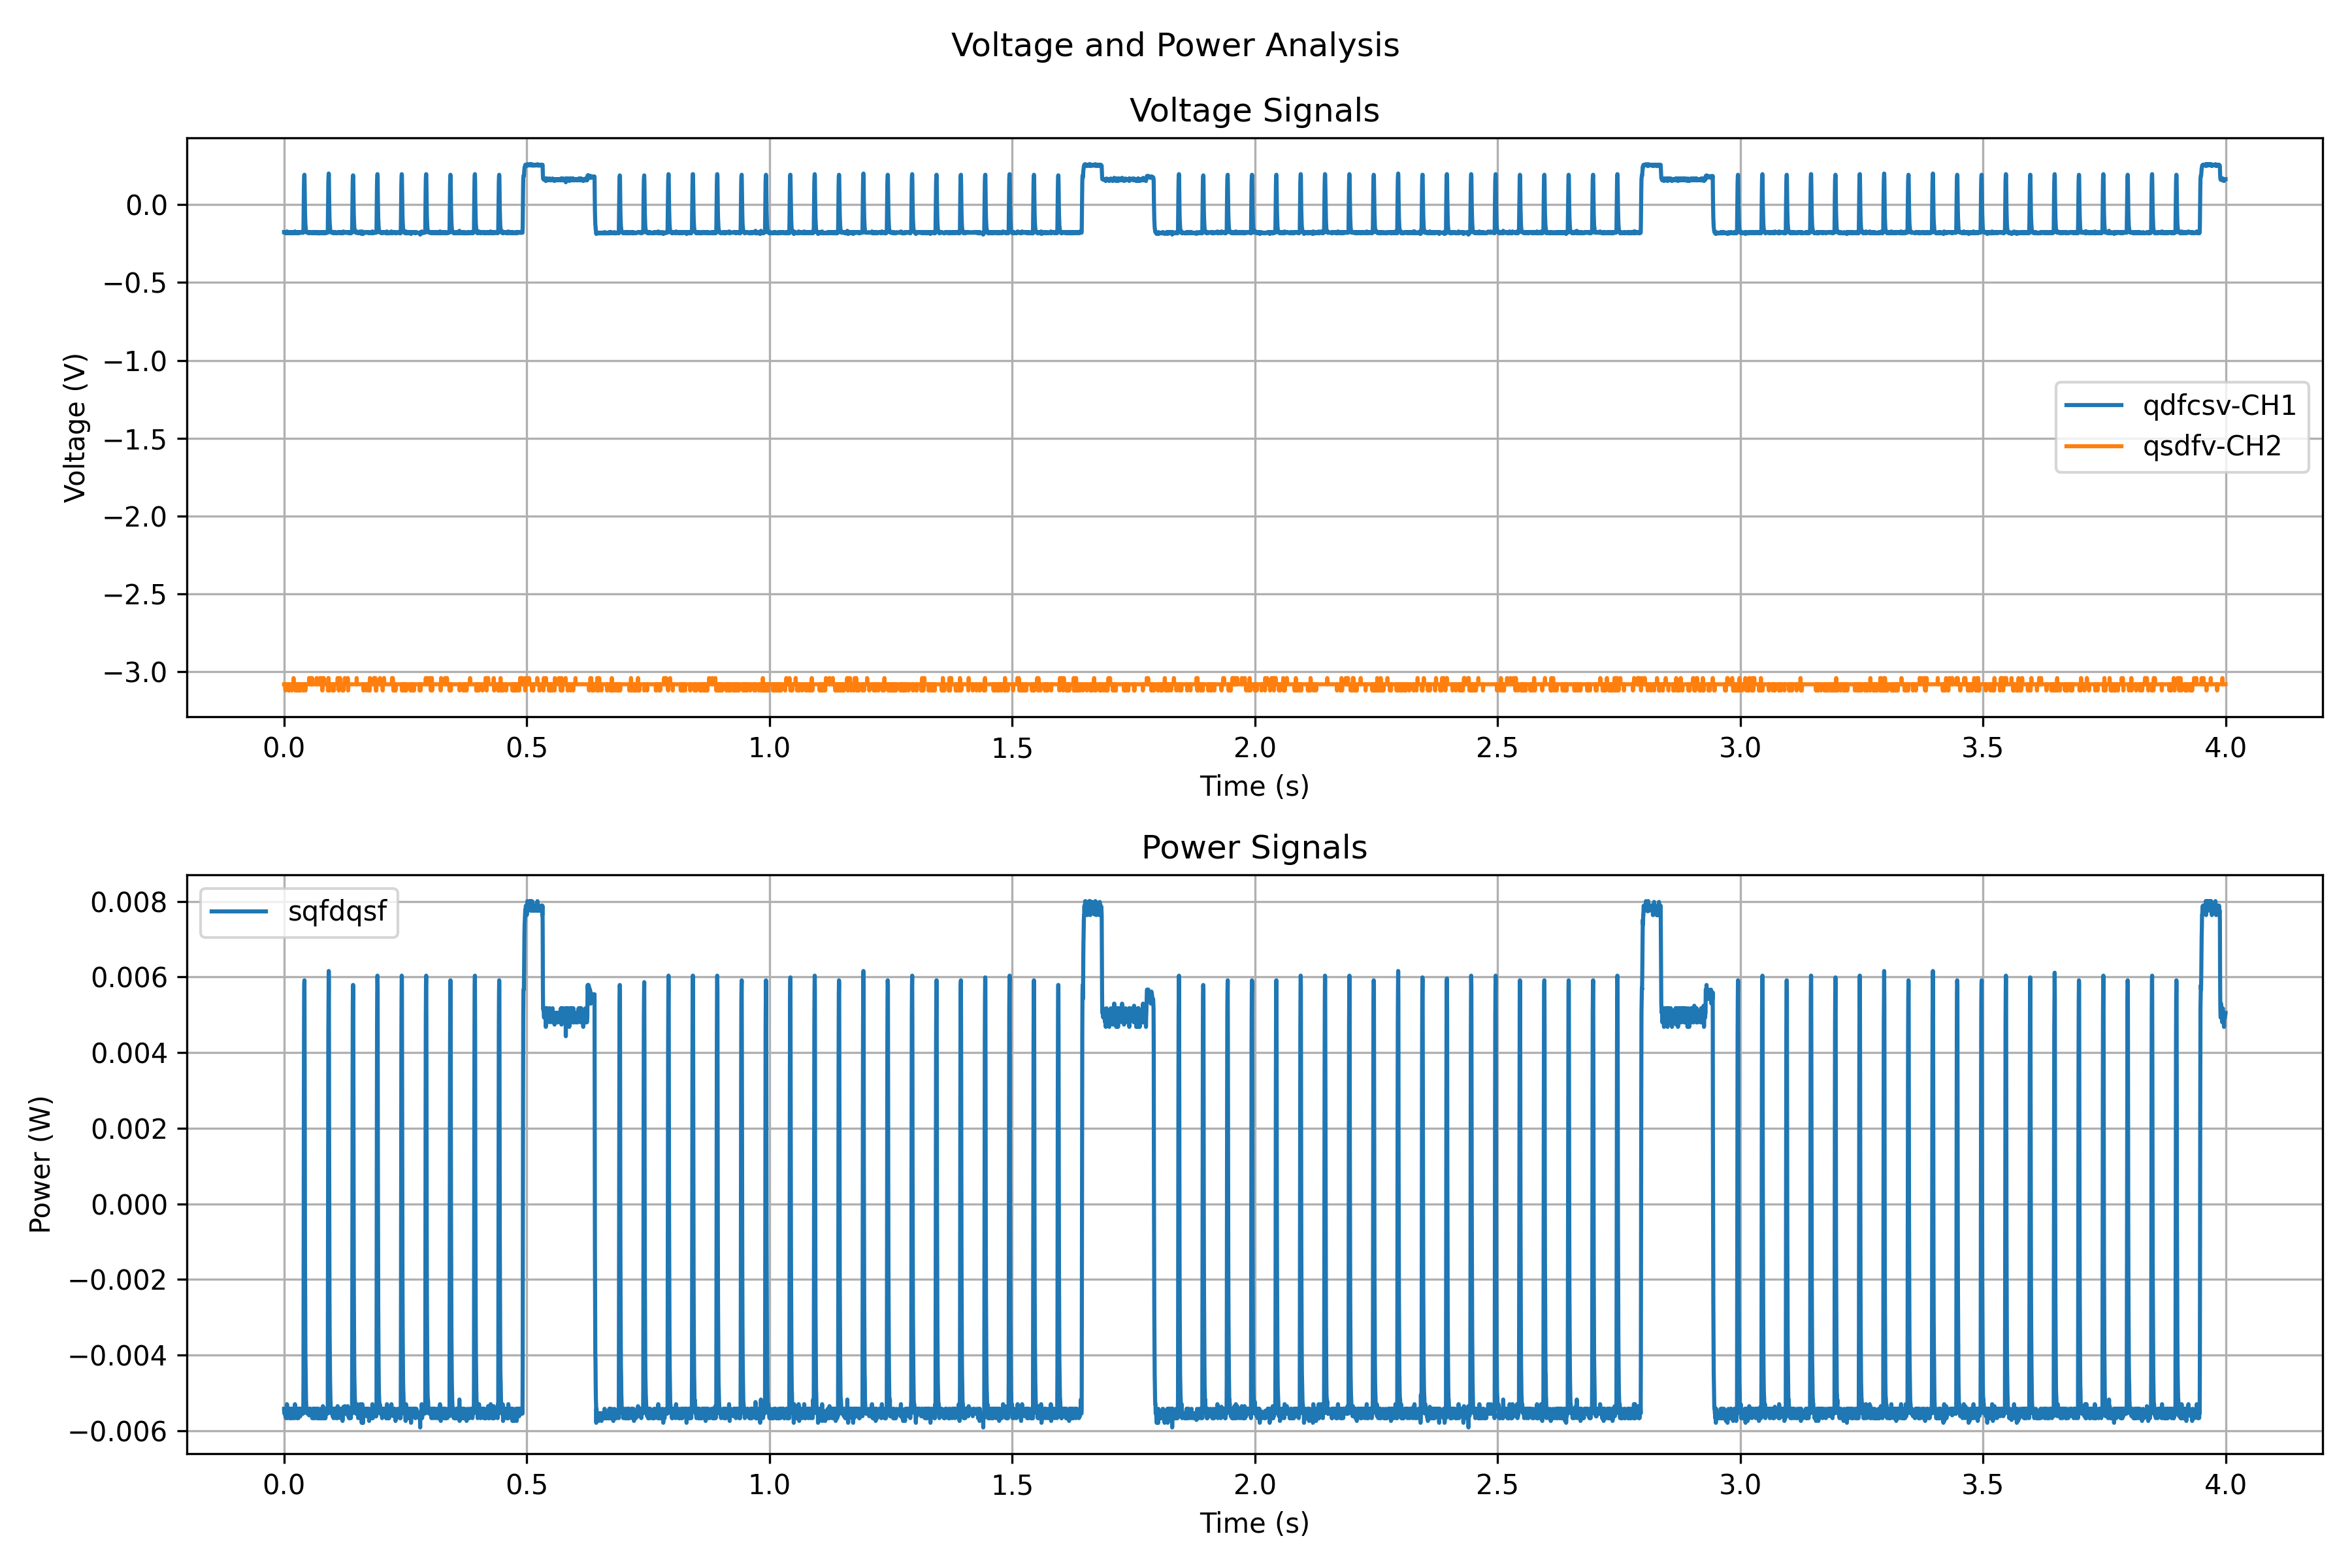 Voltage and Power Analysis
Voltage Signals
Voltage (V)
0.0
−0.5
−1.0
−1.5
−2.0
−2.5
−3.0
qdfcsv-CH1
qsdfv-CH2
0.0 0.5 1.0 1.5 2.0 2.5 3.0 3.5 4.0
Time (s)
Power Signals
Power (W)
0.008
0.006
0.004
0.002
0.000
−0.002
−0.004
−0.006
sqfdqsf
0.0 0.5 1.0 1.5 2.0 2.5 3.0 3.5 4.0
Time (s)